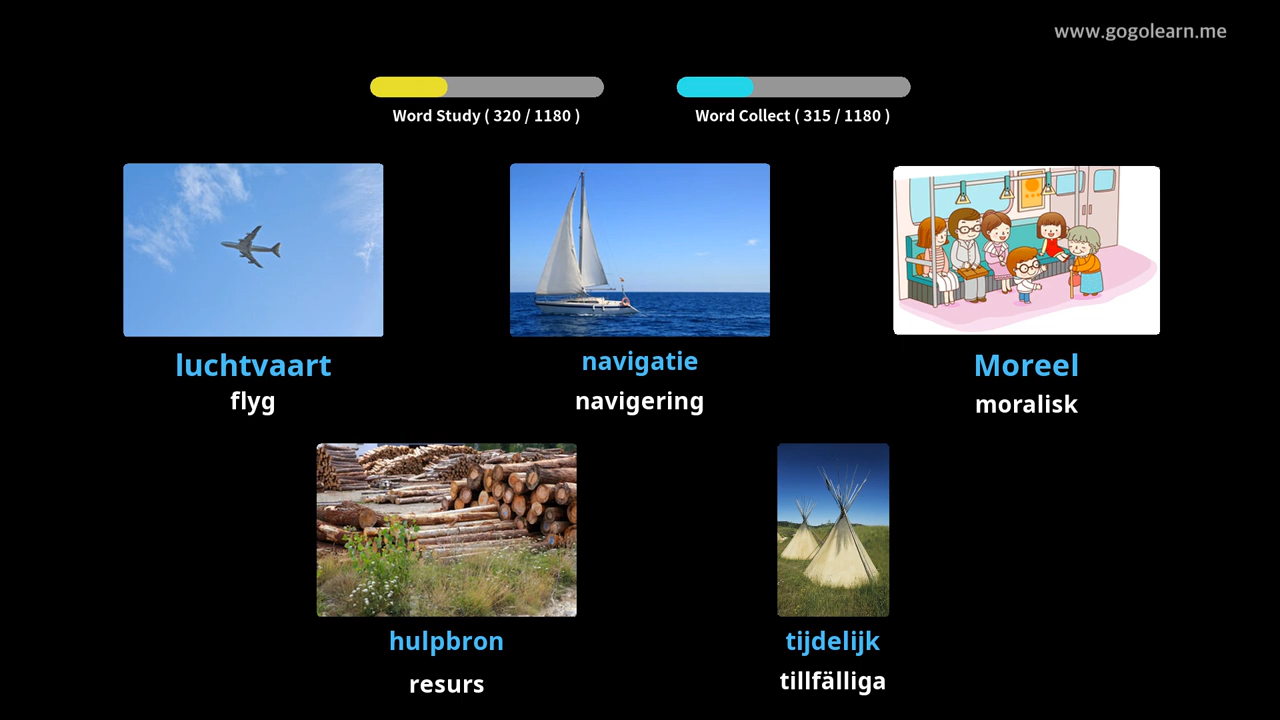 www.gogolearn.me
Word Study ( 320 / 1180 )
Word Collect ( 315 / 1180 )
luchtvaart
flyg
navigatie
navigering
Moreel
moralisk
hulpbron
resurs
tijdelijk
tillfälliga